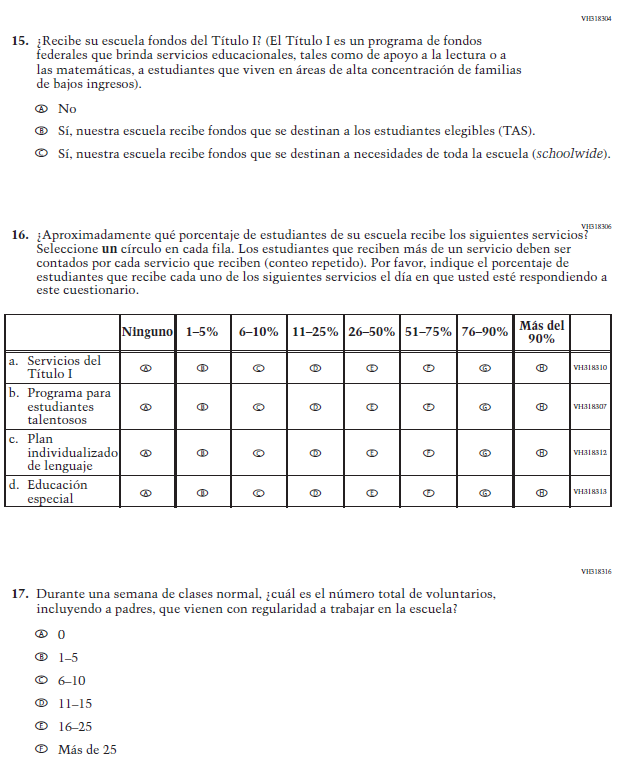 VH318304
15. ¿Recibe su escuela fondos del Título I? (El Título I es un programa de fondos
federales que brinda servicios educacionales, tales como de apoyo a la lectura o a
las matemáticas, a estudiantes que viven en áreas de alta concentración de familias
de bajos ingresos).
A No
B Sí, nuestra escuela recibe fondos que se destinan a los estudiantes elegibles (TAS).
C Sí, nuestra escuela recibe fondos que se destinan a necesidades de toda la escuela (schoolwide).
VH318306
16. ¿Aproximadamente qué porcentaje de estudiantes de su escuela recibe los siguientes servicios?
Seleccione un círculo en cada fila. Los estudiantes que reciben más de un servicio deben ser
contados por cada servicio que reciben (conteo repetido). Por favor, indique el porcentaje de
estudiantes que recibe cada uno de los siguientes servicios el día en que usted esté respondiendo a
este cuestionario.
Ninguno 1–5% 6–10% 11–25% 26–50% 51–75% 76–90% Más del
90%
a. Servicios del
Título I A B C D E F G H VH318310
b. Programa para
estudiantes A B C D E F G H VH318307
talentosos
c. Plan
individualizado A B C D E F G H VH318312
de lenguaje
d. Educación
especial A B C D E F G H VH318313
VH318316
17. Durante una semana de clases normal, ¿cuál es el número total de voluntarios,
incluyendo a padres, que vienen con regularidad a trabajar en la escuela?
A 0
B 1–5
C 6–10
D 11–15
E 16–25
F Más de 25